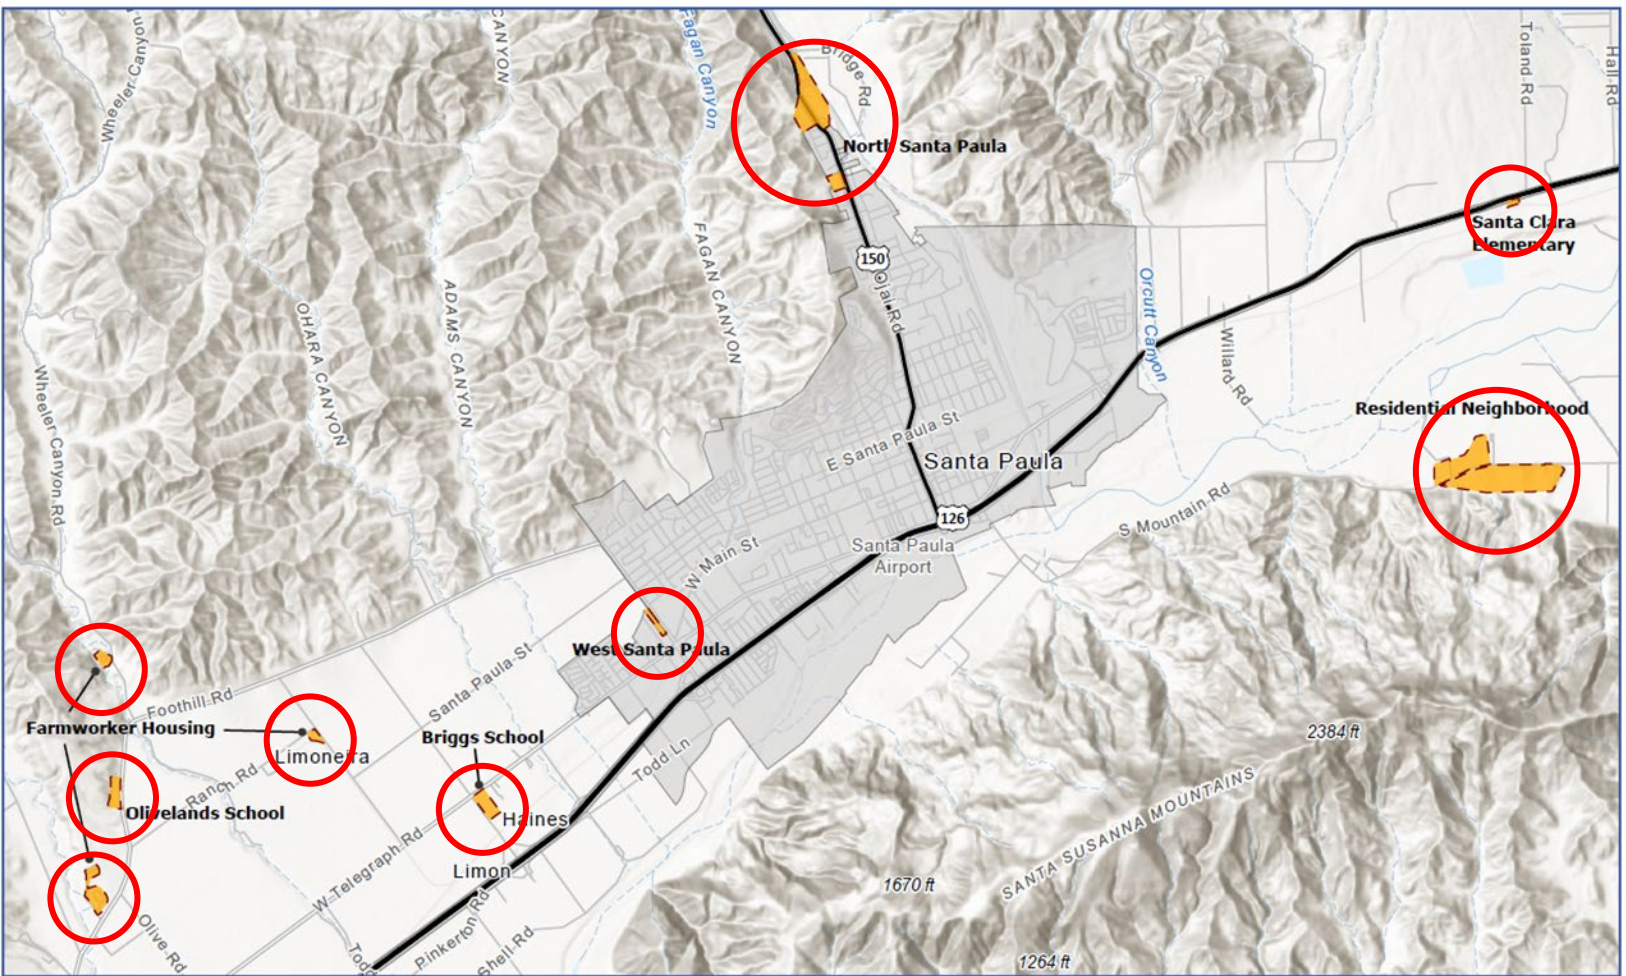 Wheeler Canyon
CANYON
Fagan Canyon
Bridge Rd
Toland Rd
Hall Rd
North Santa Paula
Santa Clara
Elementary
150
Ojai Rd
FAGAN CANYON
ADAMS CANYON
OHARA CANYON
Orcutt Canyon
Willard Rd
Wheeler Canyon Rd
Residential Neighborhood
E Santa Paula St
Santa Paula
126
S Mountain Rd
Santa Paula
Airport
W Main St
West Santa Paula
Santa Paula St
Foothill Rd
Farmworker Housing
Limoneira
Briggs School
Todd Ln
2384 ft
Ranch Rd
Olivelands School
Haines
W Telegraph Rd
Limon
SANTA SUSANNA MOUNTAINS
1670 ft
Olive Rd
Todd
Pinkerton Rd
Shell Rd
1264 ft